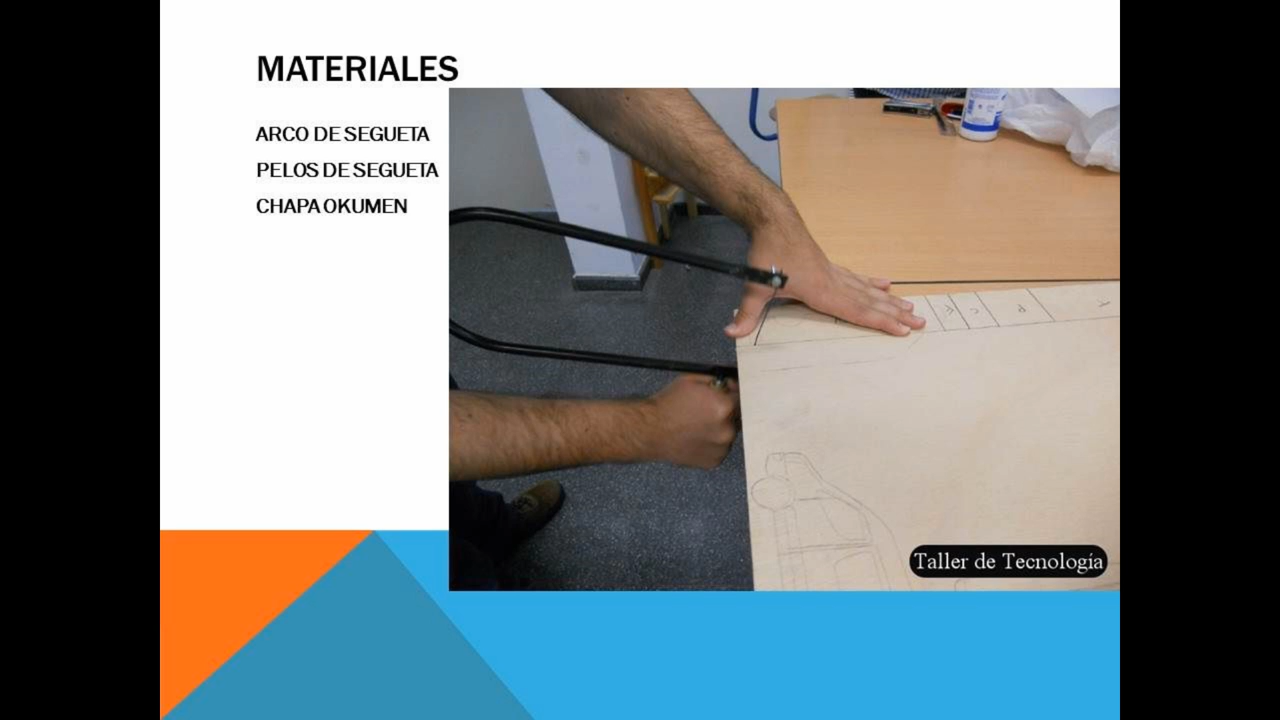 MATERIALES
ARCO DE SEGUETA
PELOS DE SEGUETA
CHAPA OKUMEN
Taller de Tecnología